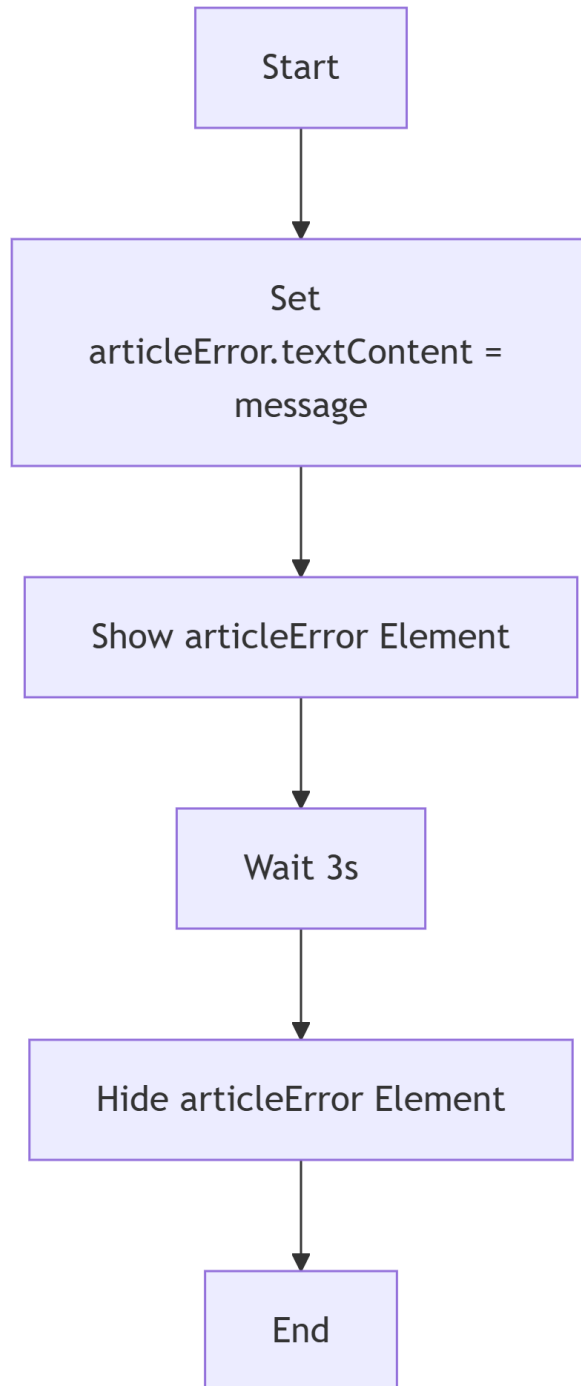 Start
Set
articleError.textContent =
message
Show articleError Element
Wait 3s
Hide articleError Element
End